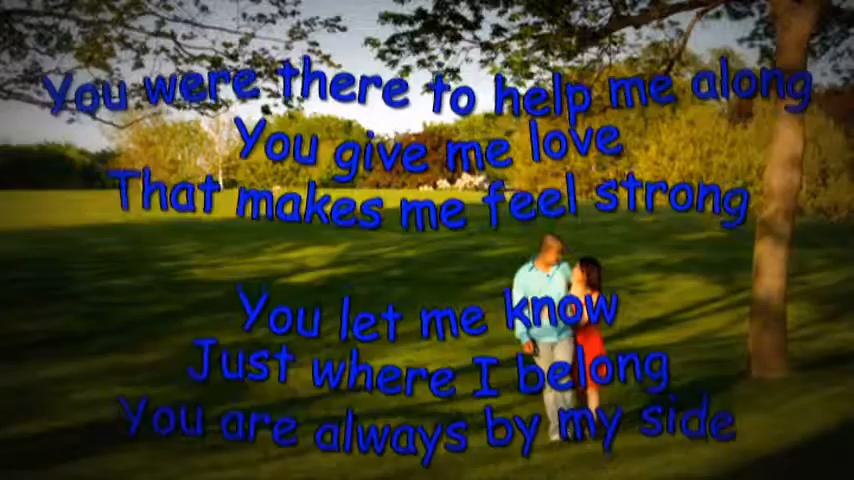 You were there to help me along
You give me love
That makes me feel strong
You let me know
Just where I belong
You are always by my side